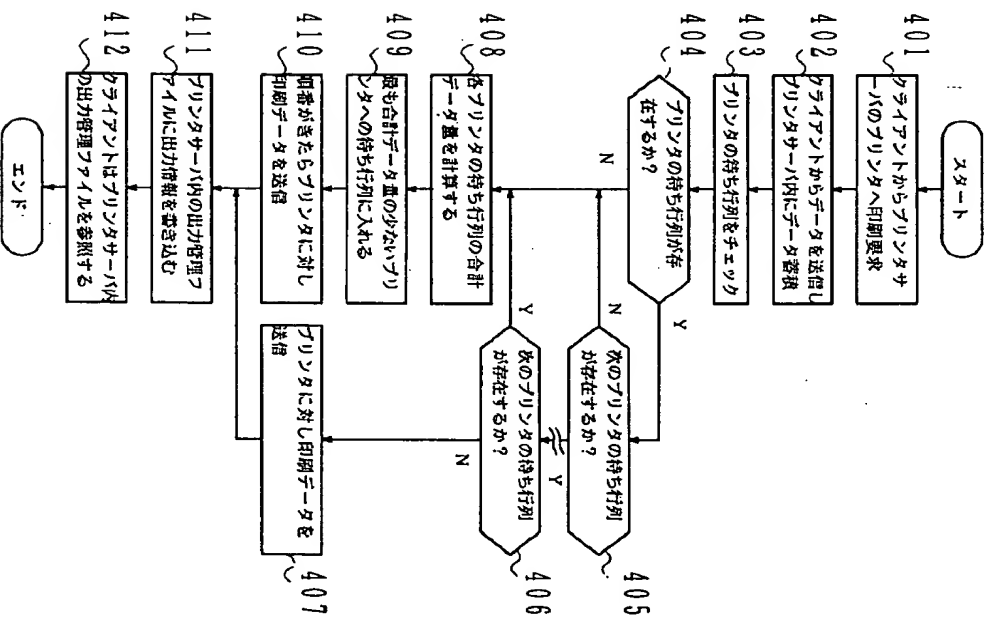 スタート
401
クライアントからプリンタサ
ーバのプリンタへ印刷要求
402
クライアントからデータを送信し
プリンタサーバ内にデータ蓄積
403
プリンタの待ち行列をチェック
404
プリンタの待ち行列が存
在するか?
N
Y
405
次のプリンタの待ち行列
が存在するか?
N
Y
406
次のプリンタの待ち行列
が存在するか?
Y
N
407
プリンタに対し印刷データを
送信
408
各プリンタの待ち行列の合計
データ量を計算する
409
最も合計データ量の少ないプリ
ンタへの待ち行列に入れる
410
順番がきたらプリンタに対し
印刷データを送信
411
プリンタサーバ内の出力管理フ
ァイルに出力情報を書き込む
412
クライアントはプリンタサーバ内
の出力管理ファイルを参照する
エンド